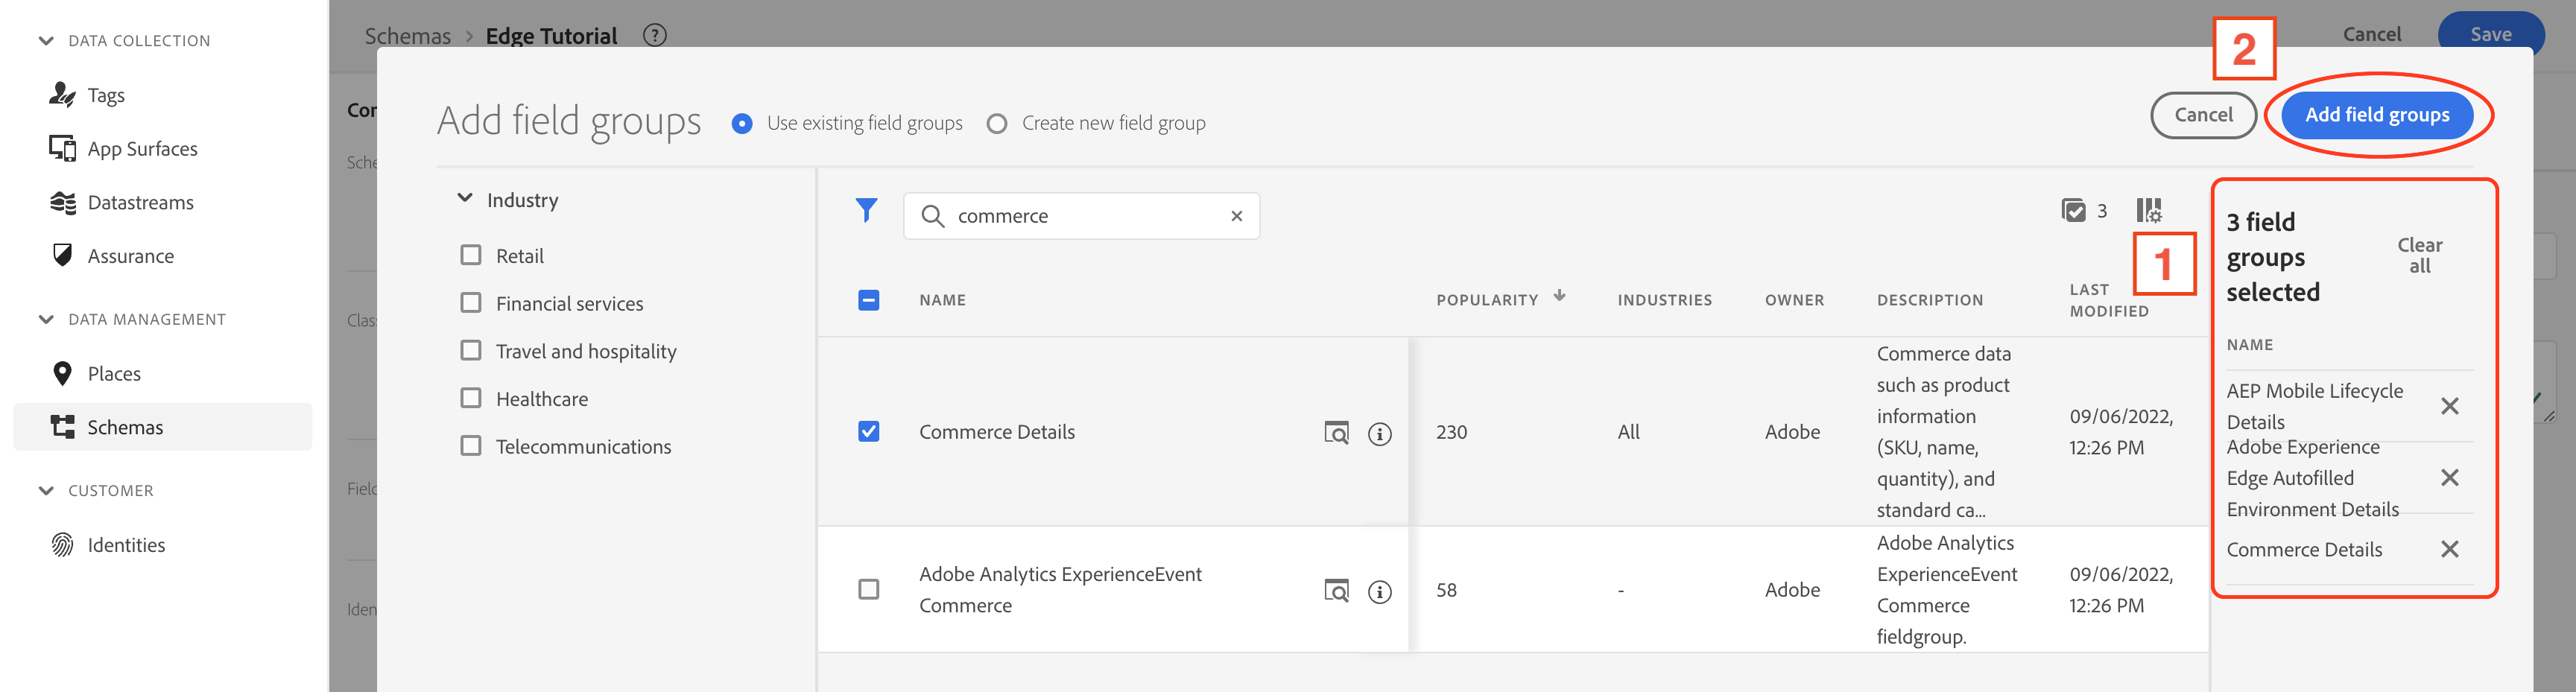 DATA COLLECTION
Tags
App Surfaces
Datastreams
Assurance
DATA MANAGEMENT
Places
Schemas
CUSTOMER
Identities
Schemas > Edge Tutorial ?
Cancel
Save
Add field groups
Use existing field groups
Create new field group
2
Cancel
Add field groups
Industry
Retail
Financial services
Travel and hospitality
Healthcare
Telecommunications
commerce
3
1
NAME
POPULARITY
INDUSTRIES
OWNER
DESCRIPTION
LAST
MODIFIED
Commerce Details
230
All
Adobe
Commerce data
such as product
information
(SKU, name,
quantity), and
standard ca...
09/06/2022,
12:26 PM
Adobe Analytics ExperienceEvent
Commerce
58
-
Adobe
Adobe Analytics
ExperienceEvent
Commerce
fieldgroup.
09/06/2022,
12:26 PM
3 field
groups
selected
Clear
all
NAME
AEP Mobile Lifecycle
Details
Adobe Experience
Edge Autofilled
Environment Details
Commerce Details